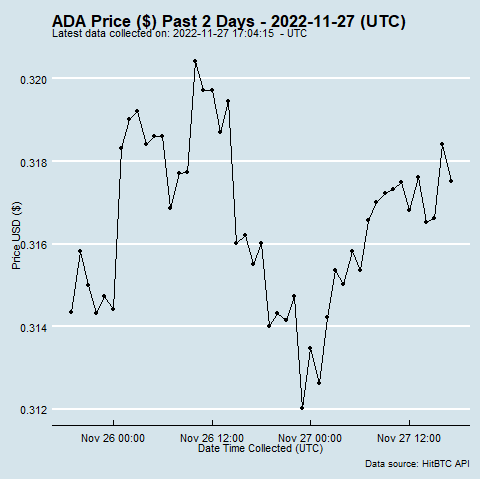 ADA Price ($) Past 2 Days - 2022-11-27 (UTC)
Latest data collected on: 2022-11-27 17:04:15 - UTC
0.320
0.318
0.316
0.314
0.312
Price USD ($)
Nov 26 00:00 Nov 26 12:00 Nov 27 00:00 Nov 27 12:00
Date Time Collected (UTC)
Data source: HitBTC API